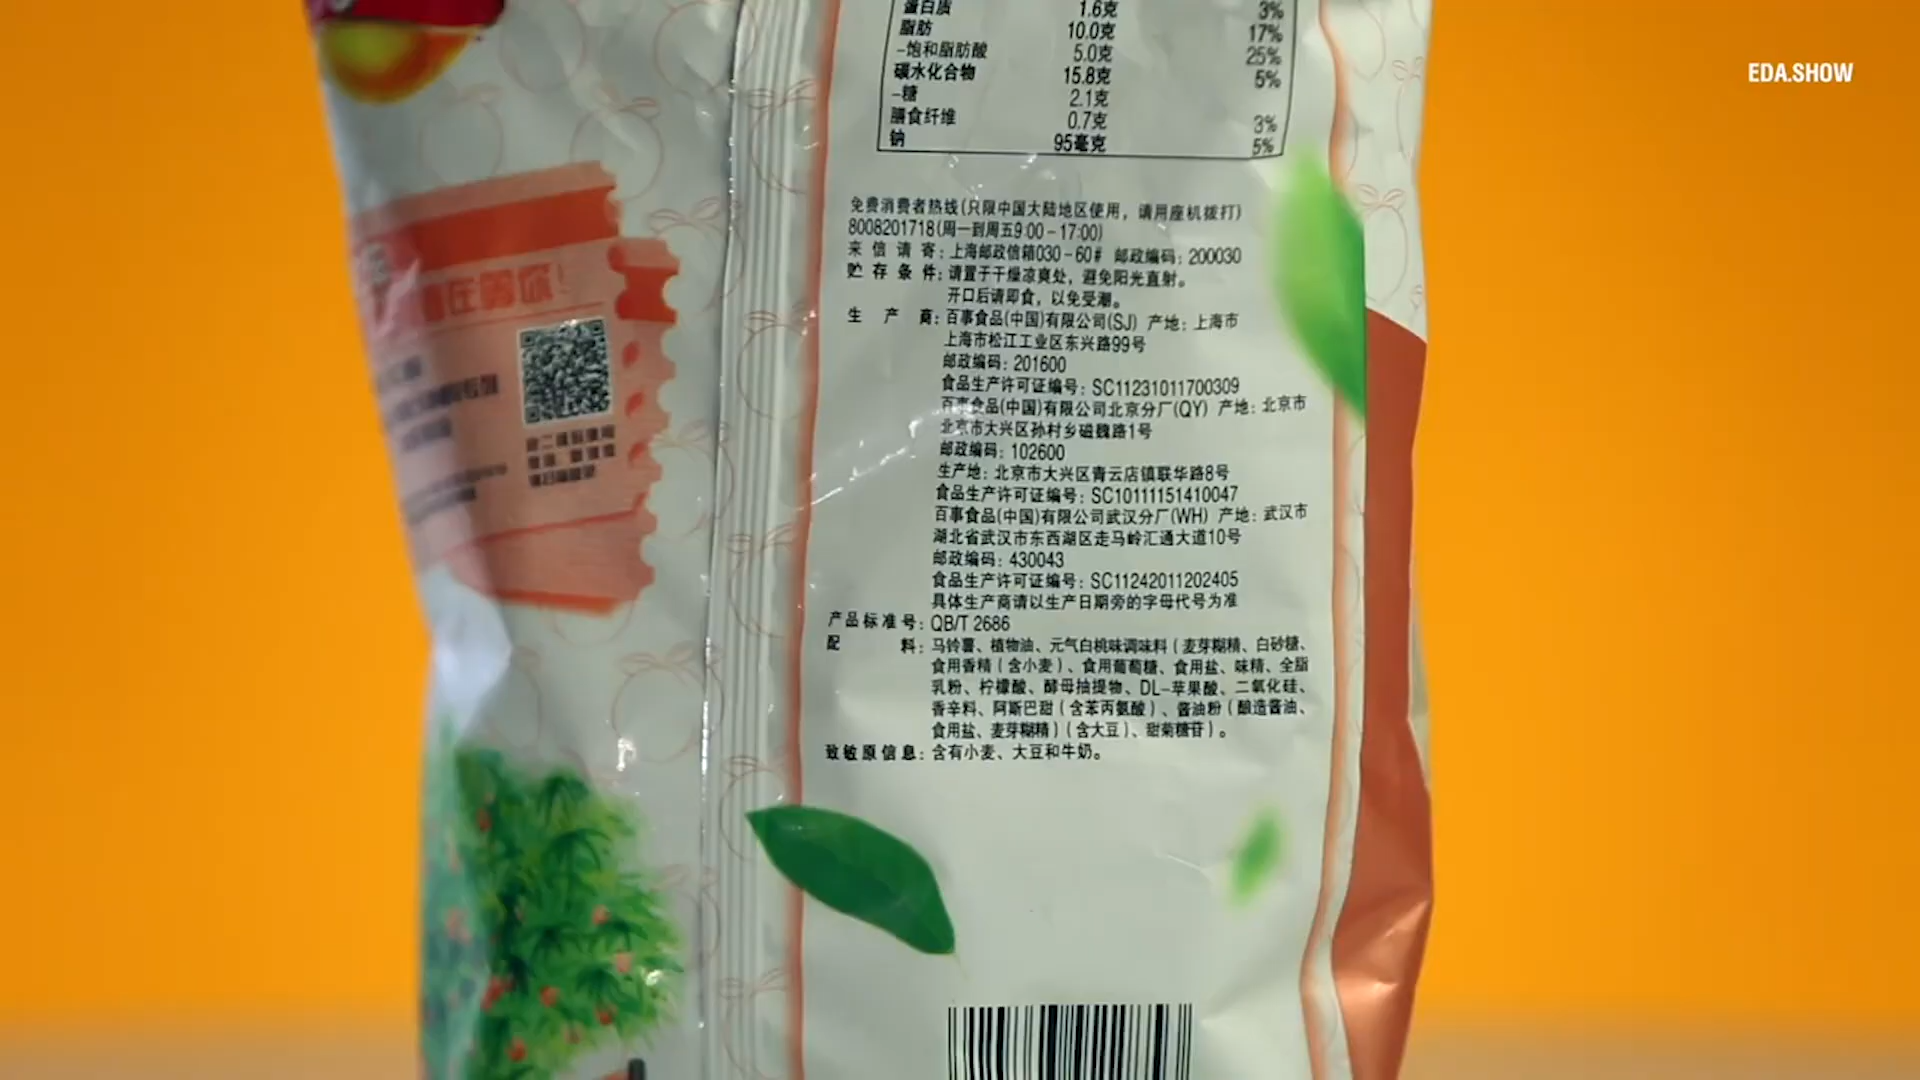 EDA.SHOW
蛋白质 1.6克 3%
脂肪 10.0克 17%
-饱和脂肪酸 5.0克 25%
碳水化合物 15.8克 5%
-糖 2.1克
膳食纤维 0.7克 3%
钠 95毫克 5%
免费消费者热线(只限中国大陆地区使用，请用座机拨打)
8008201718(周一到周五9:00-17:00)
来信请寄：上海邮政信箱030-60# 邮政编码：200030
贮存条件：请置于干燥凉爽处，避免阳光直射。
开口后请即食，以免受潮。
生产商：百事食品(中国)有限公司(SJ) 产地：上海市
上海市松江工业区东兴路99号
邮政编码：201600
食品生产许可证编号：SC11231011700309
百事食品(中国)有限公司北京分厂(QY) 产地：北京市
北京市大兴区孙村乡磁魏路1号
邮政编码：102600
生产地：北京市大兴区青云店镇联华路8号
食品生产许可证编号：SC10111151410047
百事食品(中国)有限公司武汉分厂(WH) 产地：武汉市
湖北省武汉市东西湖区走马岭汇通大道10号
邮政编码：430043
食品生产许可证编号：SC11242011202405
具体生产商请以生产日期旁的字母代号为准
产品标准号：QB/T 2686
配料：马铃薯、植物油、元气白桃味调味料（麦芽糊精、白砂糖、
食用香精（含小麦）、食用葡萄糖、食用盐、味精、全脂
乳粉、柠檬酸、酵母抽提物、DL-苹果酸、二氧化硅、
香辛料、阿斯巴甜（含苯丙氨酸）、酱油粉（酿造酱油、
食用盐、麦芽糊精）(含大豆)、甜菊糖苷）。
致敏原信息：含有小麦、大豆和牛奶。
在等你！